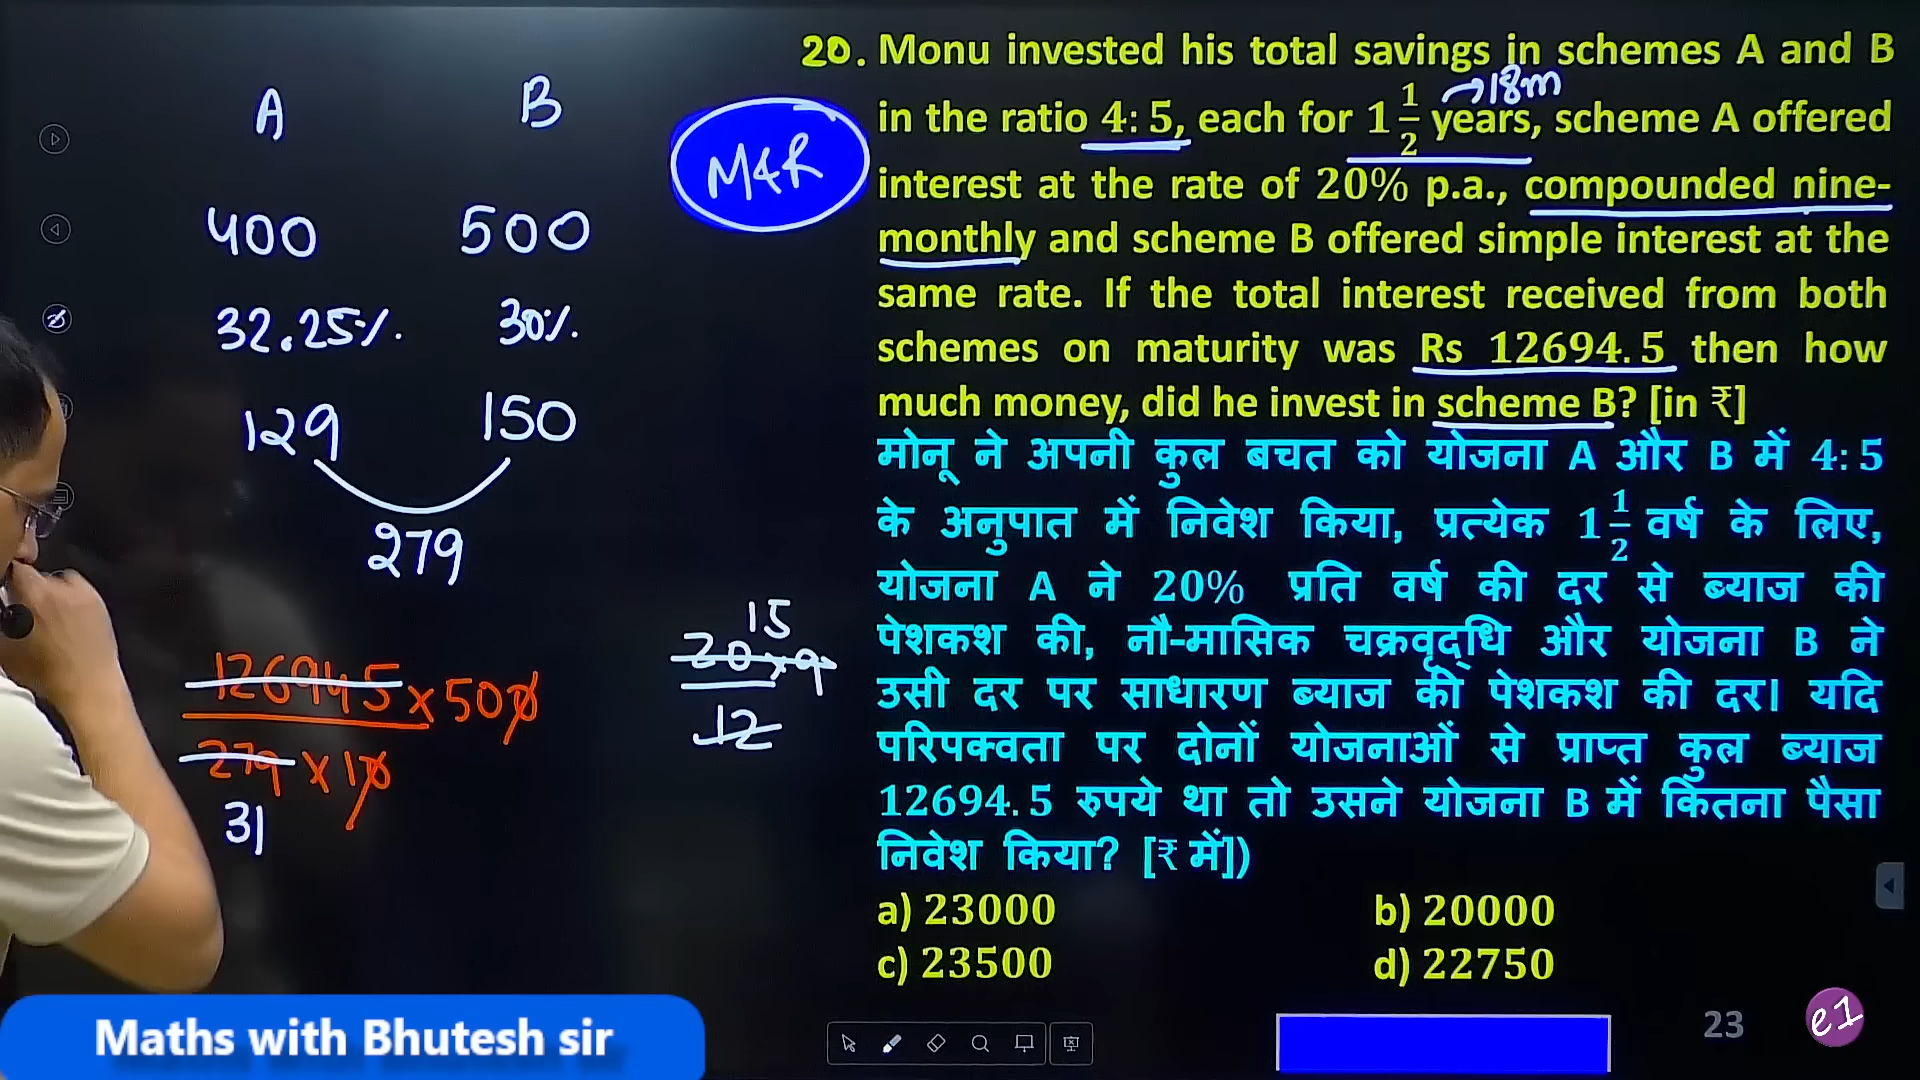 A B
400 500
32.25% 30%
129 150
279
126945 × 500
279 × 10
31
15
20 × 9
12
M&R
→18m
20. Monu invested his total savings in schemes A and B
in the ratio 4: 5, each for 1 1/2 years, scheme A offered
interest at the rate of 20% p.a., compounded nine-
monthly and scheme B offered simple interest at the
same rate. If the total interest received from both
schemes on maturity was Rs 12694.5 then how
much money, did he invest in scheme B? [in ₹]
मोनू ने अपनी कुल बचत को योजना A और B में 4: 5
के अनुपात में निवेश किया, प्रत्येक 1 1/2 वर्ष के लिए,
योजना A ने 20% प्रति वर्ष की दर से ब्याज की
पेशकश की, नौ-मासिक चक्रवृद्धि और योजना B ने
उसी दर पर साधारण ब्याज की पेशकश की दर। यदि
परिपक्वता पर दोनों योजनाओं से प्राप्त कुल ब्याज
12694.5 रुपये था तो उसने योजना B में कितना पैसा
निवेश किया? [₹ में])
a) 23000 b) 20000
c) 23500 d) 22750
Maths with Bhutesh sir
23
e1